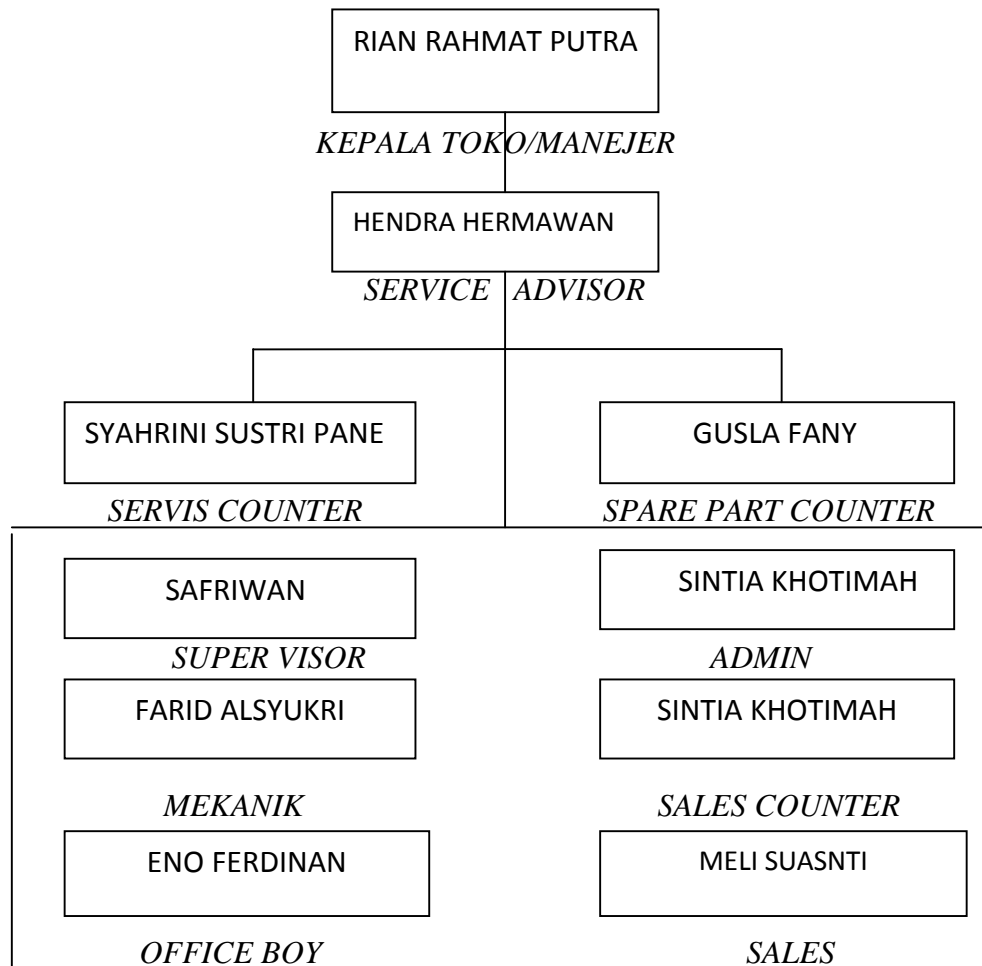 RIAN RAHMAT PUTRA
KEPALA TOKO/MANEJER
HENDRA HERMAWAN
SERVICE ADVISOR
SYAHRINI SUSTRI PANE
GUSLA FANY
SERVIS COUNTER
SPARE PART COUNTER
SAFRIWAN
SINTIA KHOTIMAH
SUPER VISOR
ADMIN
FARID ALSYUKRI
SINTIA KHOTIMAH
MEKANIK
SALES COUNTER
ENO FERDINAN
MELI SUASNTI
OFFICE BOY
SALES